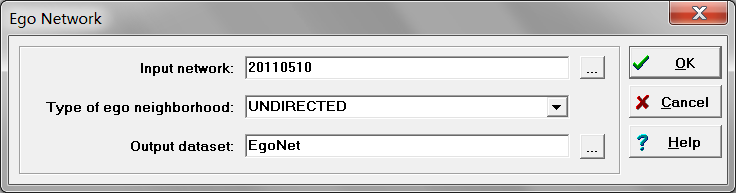 Ego Network
Input network: 20110510 ... OK
Type of ego neighborhood: UNDIRECTED Cancel
Output dataset: EgoNet ... Help